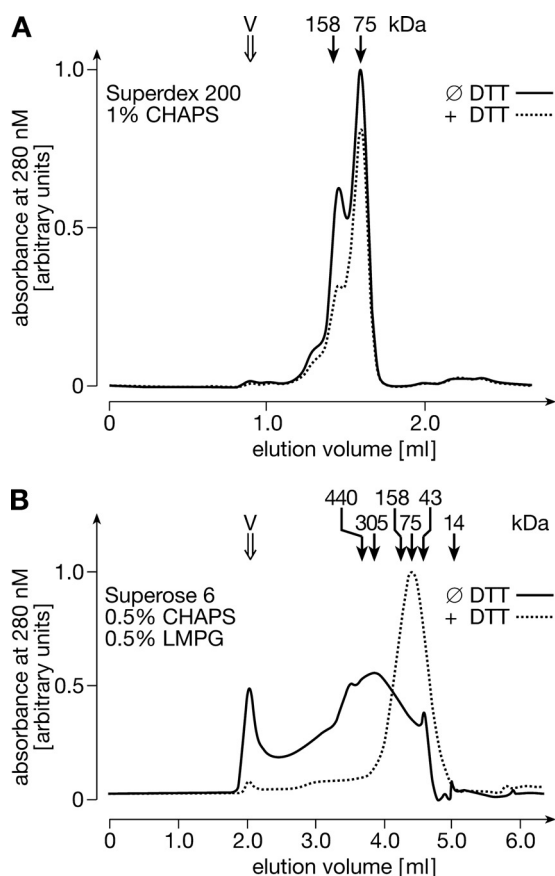 A
V 158 75 kDa
Superdex 200
1% CHAPS
Ø DTT
+ DTT
absorbance at 280 nM
[arbitrary units]
1.0
0.5
0
0 1.0 2.0
elution volume [ml]
B
440 158 43
V 305 75 14 kDa
Superose 6
0.5% CHAPS
0.5% LMPG
Ø DTT
+ DTT
absorbance at 280 nM
[arbitrary units]
1.0
0.5
0
0 1.0 2.0 3.0 4.0 5.0 6.0
elution volume [ml]